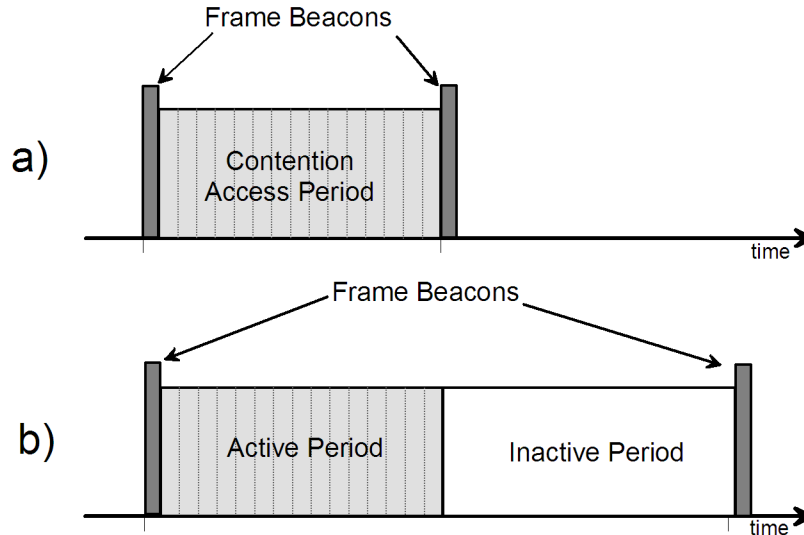 Frame Beacons
a)
Contention
Access Period
time
Frame Beacons
b)
Active Period
Inactive Period
time